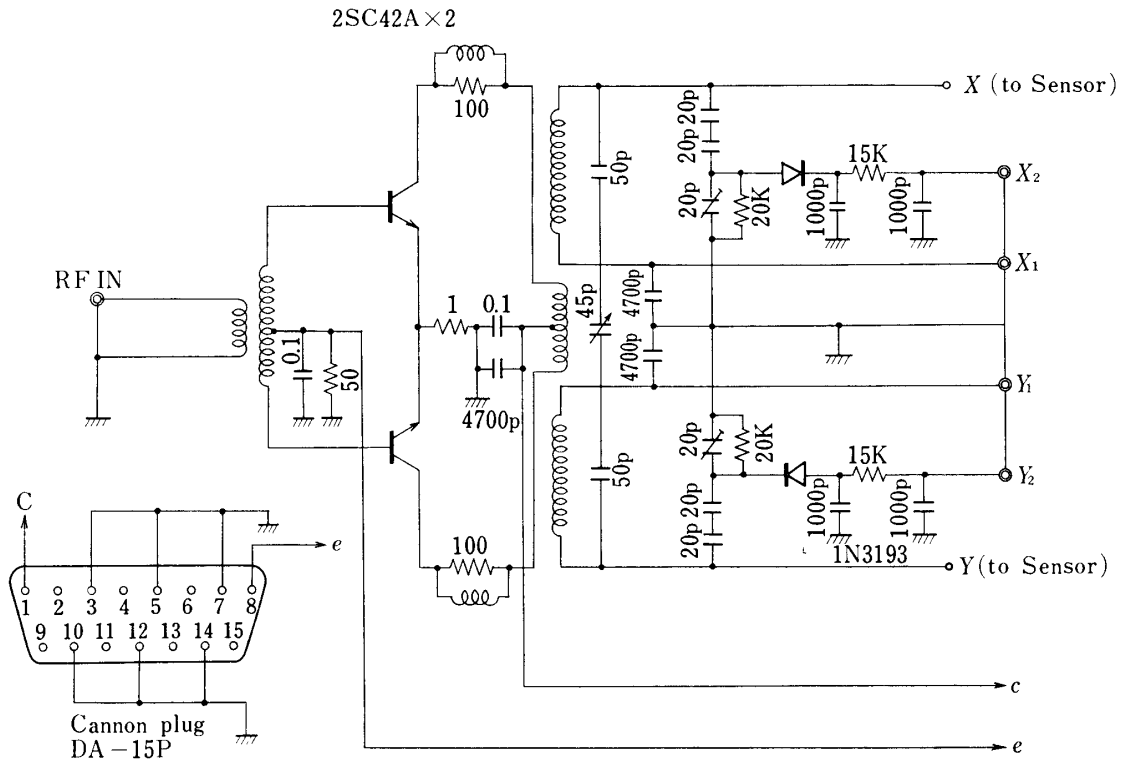 2SC42A×2
100
X (to Sensor)
20p
20p
50p
15K
X₂
20p
20K
1000p
1000p
RF IN
X₁
1
0.1
45p
4700p
0.1
50
4700p
4700p
Y₁
20p
20K
15K
50p
Y₂
C
20p
20p
1000p
1000p
e
100
1N3193
Y (to Sensor)
1 2 3 4 5 6 7 8
9 10 11 12 13 14 15
c
Cannon plug
DA-15P
e